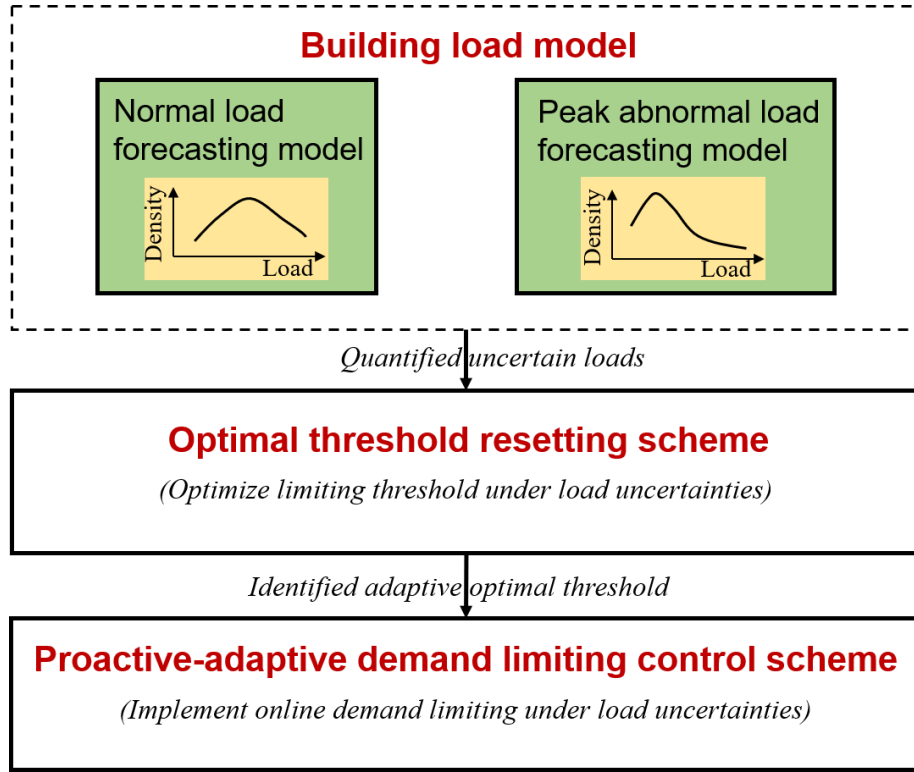 Building load model
Normal load
forecasting model
Density
Load
Peak abnormal load
forecasting model
Density
Load
Quantified uncertain loads
Optimal threshold resetting scheme
(Optimize limiting threshold under load uncertainties)
Identified adaptive optimal threshold
Proactive-adaptive demand limiting control scheme
(Implement online demand limiting under load uncertainties)